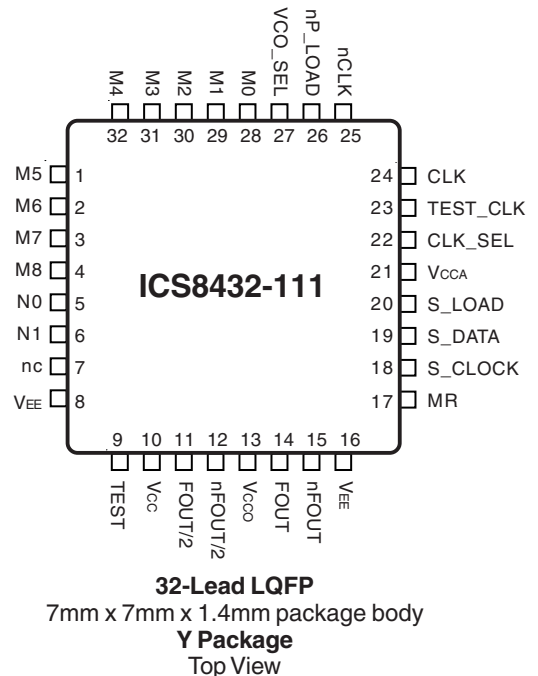 M4 M3 M2 M1 M0 VCO_SEL nP_LOAD nCLK
32 31 30 29 28 27 26 25
M5 1 24 CLK
M6 2 23 TEST_CLK
M7 3 22 CLK_SEL
M8 4 21 VCCA
N0 5 20 S_LOAD
N1 6 19 S_DATA
nc 7 18 S_CLOCK
VEE 8 17 MR
ICS8432-111
9 10 11 12 13 14 15 16
TEST VCC FOUT/2 nFOUT/2 VCCO FOUT nFOUT VEE
32-Lead LQFP
7mm x 7mm x 1.4mm package body
Y Package
Top View